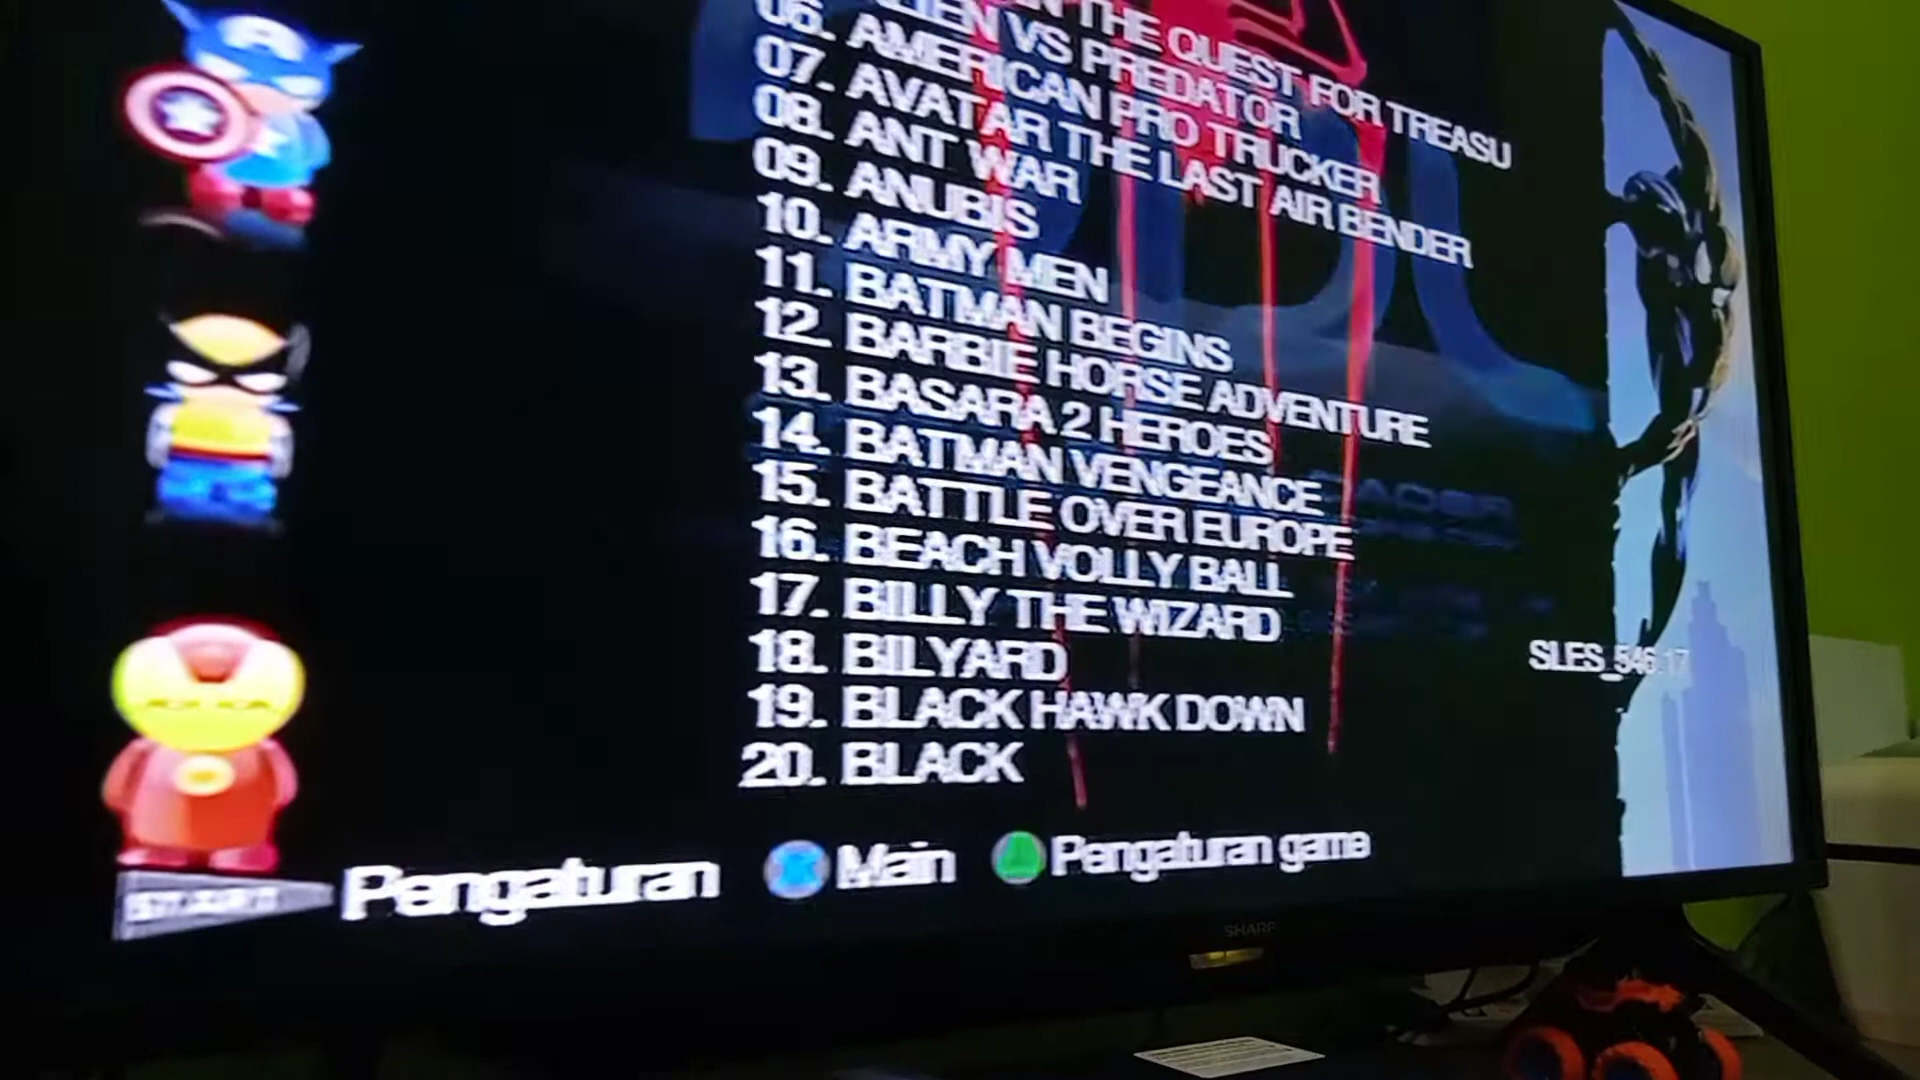 THE QUEST FOR TREASU
VS PREDATOR
06. AMERICAN PRO TRUCKER
07. AVATAR THE LAST AIR BENDER
08. ANT WAR
09. ANUBIS
10. ARMY MEN
11. BATMAN BEGINS
12. BARBIE HORSE ADVENTURE
13. BASARA 2 HEROES
14. BATMAN VENGEANCE
15. BATTLE OVER EUROPE
16. BEACH VOLLY BALL
17. BILLY THE WIZARD
18. BILYARD
19. BLACK HAWK DOWN
20. BLACK
SLES_546.17
START Pengaturan Main Pengaturan game
SHARP